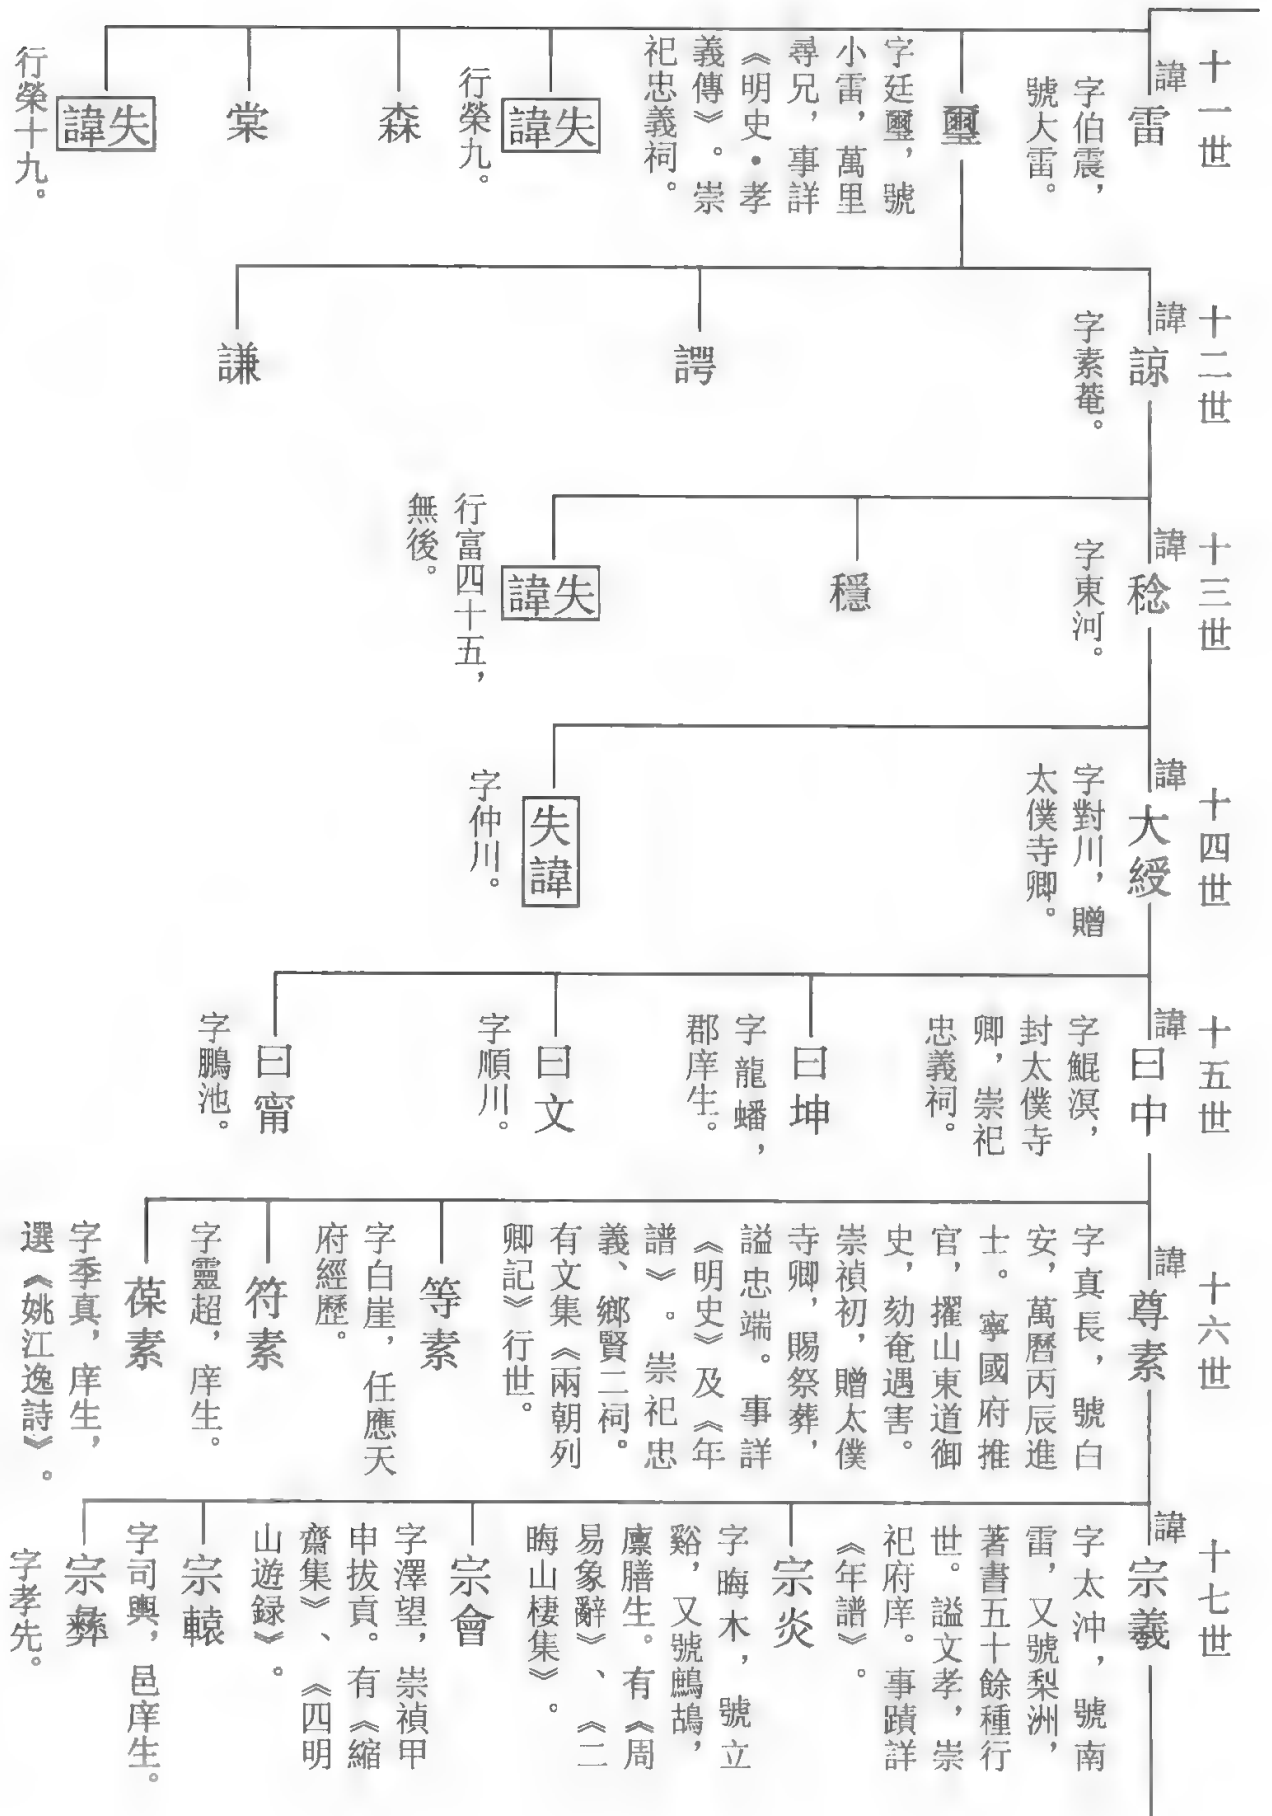 十一世
諱
雷
字伯震，
號大雷。
璽
字廷璽，號
小雷，萬里
尋兄，事詳
《明史·孝
義傳》。崇
祀忠義祠。
失諱
行榮九。
森
棠
失諱
行榮十九。
十二世
諱
諒
字素菴。
諤
謙
十三世
諱
稔
字東河。
穩
失諱
行富四十五，
無後。
十四世
諱
大綬
字對川，贈
太僕寺卿。
失諱
字仲川。
十五世
諱
曰中
字鯤溟，
封太僕寺
卿，崇祀
忠義祠。
曰坤
字龍蟠，
郡庠生。
曰文
字順川。
曰甯
字鵬池。
十六世
諱
尊素
字真長，號白
安，萬曆丙辰進
士。寧國府推
官，擢山東道御
史，劾奄遇害。
崇禎初，贈太僕
寺卿，賜祭葬，
謚忠端。事詳
《明史》及《年
譜》。崇祀忠
義、鄉賢二祠。
有文集《兩朝列
卿記》行世。
等素
字白崖，任應天
府經歷。
符素
字靈超，庠生。
葆素
字季真，庠生，
選《姚江逸詩》。
十七世
諱
宗羲
字太沖，號南
雷，又號梨洲，
著書五十餘種行
世。謚文孝，崇
祀府庠。事蹟詳
《年譜》。
宗炎
字晦木，號立
谿，又號鷓鴣，
廩膳生。有《周
易象辭》、《二
晦山棲集》。
宗會
字澤望，崇禎甲
申拔貢。有《縮
齋集》、《四明
山遊録》。
宗轅
字司輿，邑庠生。
宗彝
字孝先。